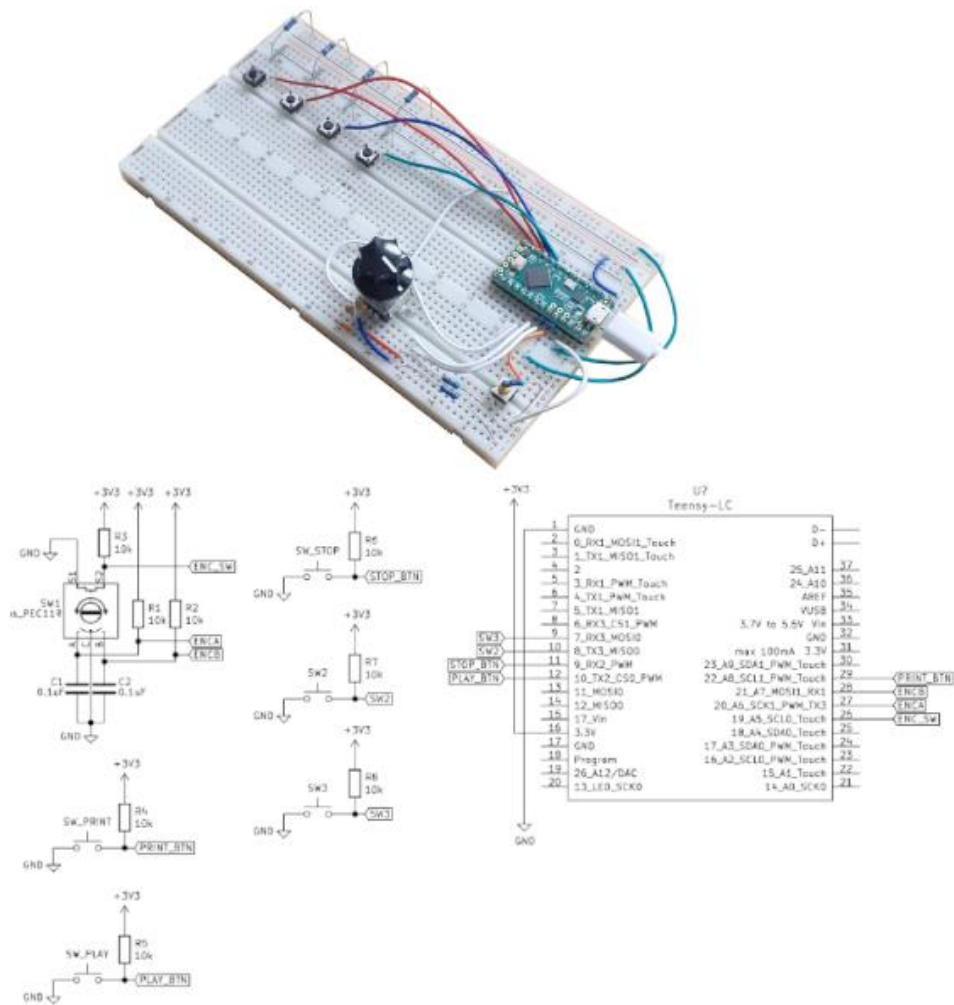 +3V3 +3V3 +3V3
R3
10k
GND
ENC_SW
S1 S2
SW1
R1
10k
R2
10k
ENCA
ENCB
A C B
C1
0.1uF
C2
0.1uF
GND
+3V3
R4
10k
SW_PRINT
GND
PRINT_BTN
+3V3
R5
10k
SW_PLAY
GND
PLAY_BTN
+3V3
R6
10k
SW_STOP
GND
STOP_BTN
+3V3
R7
10k
SW2
GND
SW2
+3V3
SW3
10k
GND
SW3
+3V3
U?
Teensy-LC
1 GND
2 0_RX1_MOSI1_Touch
3 1_TX1_MISO1_Touch
4 2
5 3_RX1_PWM_Touch
6 4_TX1_PWM_Touch
7 5_TX1_MISO1
8 6_RX3_CS1_PWM
SW3 9 7_RX3_MOSI0
SW2 10 8_TX3_MISO0
STOP_BTN 11 9_RX2_PWM
PLAY_BTN 12 10_TX2_CS0_PWM
13 11_MOSI0
14 12_MISO0
15 17_Vin
16 3.3V
17 GND
18 Program
19 26_A12/DAC
20 13_LED_SCK0
D-
D+
25_A11 37
24_A10 36
AREF 35
VUSB 34
3.7V to 5.5V Vin 33
GND 32
max 100mA 3.3V 31
23_A9_SDA1_PWM_Touch 30
22_A8_SCL1_PWM_Touch 29 PRINT_BTN
21_A7_MOSI1_RX1 28 ENCB
20_A6_SCK1_PWM_TX3 27 ENCA
19_A5_SCL0_Touch 26 ENC_SW
18_A4_SDA0_Touch 25
17_A3_SDA0_PWM_Touch 24
16_A2_SCL0_PWM_Touch 23
15_A1_Touch 22
14_A0_SCK0 21
GND